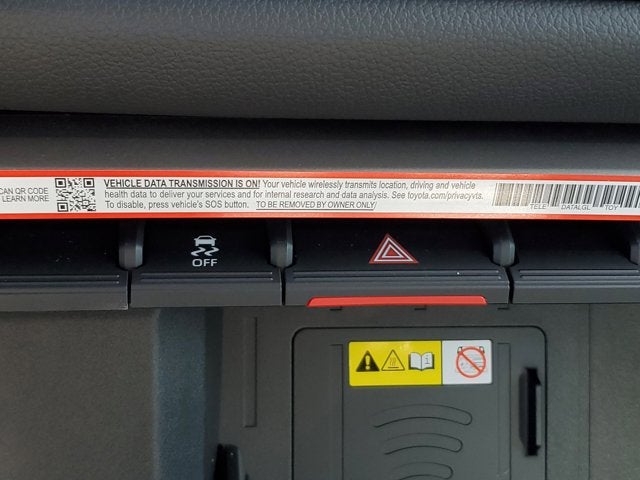 CAN QR CODE
LEARN MORE
VEHICLE DATA TRANSMISSION IS ON! Your vehicle wirelessly transmits location, driving and vehicle
health data to deliver your services and for internal research and data analysis. See toyota.com/privacyvts.
To disable, press vehicle's SOS button. TO BE REMOVED BY OWNER ONLY
TELE DATALGL TOY
OFF